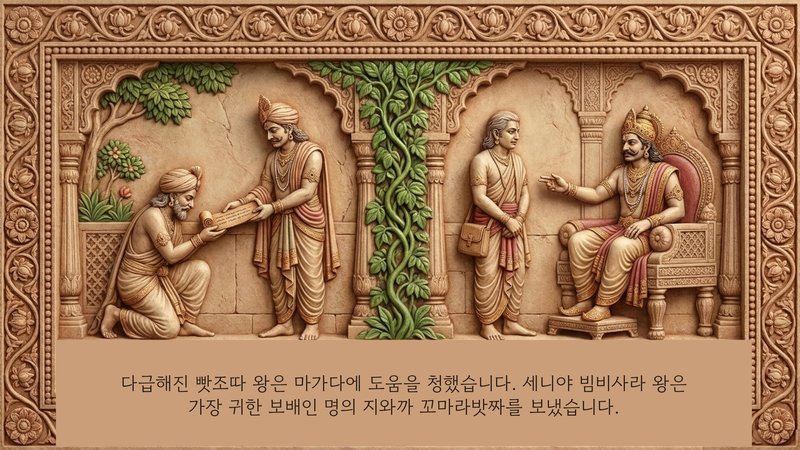 다급해진 빳조따 왕은 마가다에 도움을 청했습니다. 세니야 빔비사라 왕은
가장 귀한 보배인 명의 지와까 꼬마라밧짜를 보냈습니다.